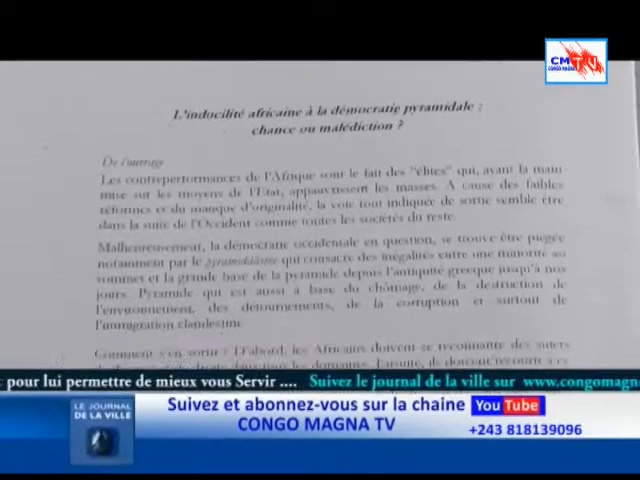 CMTV
CONGO MAGNA
L'indocilité africaine à la démocratie pyramidale :
chance ou malédiction ?
De l'ouvrage
Les contreperformances de l'Afrique sont le fait des "élites" qui, ayant la main
mise sur les moyens de l'Etat, appauvrissent les masses. A cause des faibles
réformes et du manque d'originalité, la voie tout indiquée de sortie semble être
dans la suite de l'Occident comme toutes les sociétés du reste.
Malheureusement, la démocratie occidentale en question, se trouve être piégée
notamment par le pyramidalisme qui consacre des inégalités entre une minorité au
sommet et la grande base de la pyramide depuis l'antiquité grecque jusqu'à nos
jours. Pyramide qui est aussi à base du chômage, de la destruction de
l'environnement, des détournements, de la corruption et surtout de
l'immigration clandestine.
Comment s'en sortir ? D'abord, les Africains doivent se reconnaître des sujets
les domaines. Ensuite, ils doivent recourir à
pour lui permettre de mieux vous Servir .... Suivez le journal de la ville sur www.congomagn
LE JOURNAL
DE LA VILLE
Suivez et abonnez-vous sur la chaine YouTube
CONGO MAGNA TV
+243 818139096